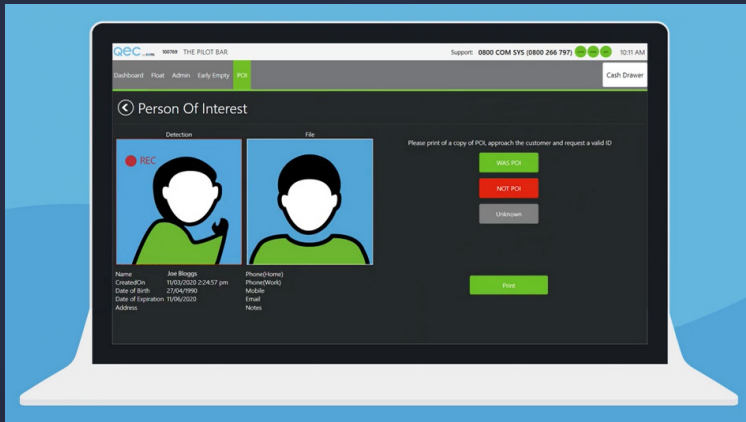 QEC
100769 THE PILOT BAR
Support: 0800 COM SYS (0800 266 797)
10:11 AM
Dashboard Float Admin Early Empty POI
Cash Drawer
Person Of Interest
Detection
File
REC
Please print of a copy of POI, approach the customer and request a valid ID
WAS POI
NOT POI
Unknown
Print
Name Joe Bloggs
CreatedOn 11/03/2020 2:24:57 pm
Date of Birth 27/04/1990
Date of Expiration 11/06/2020
Address
Phone(Home)
Phone(Work)
Mobile
Email
Notes